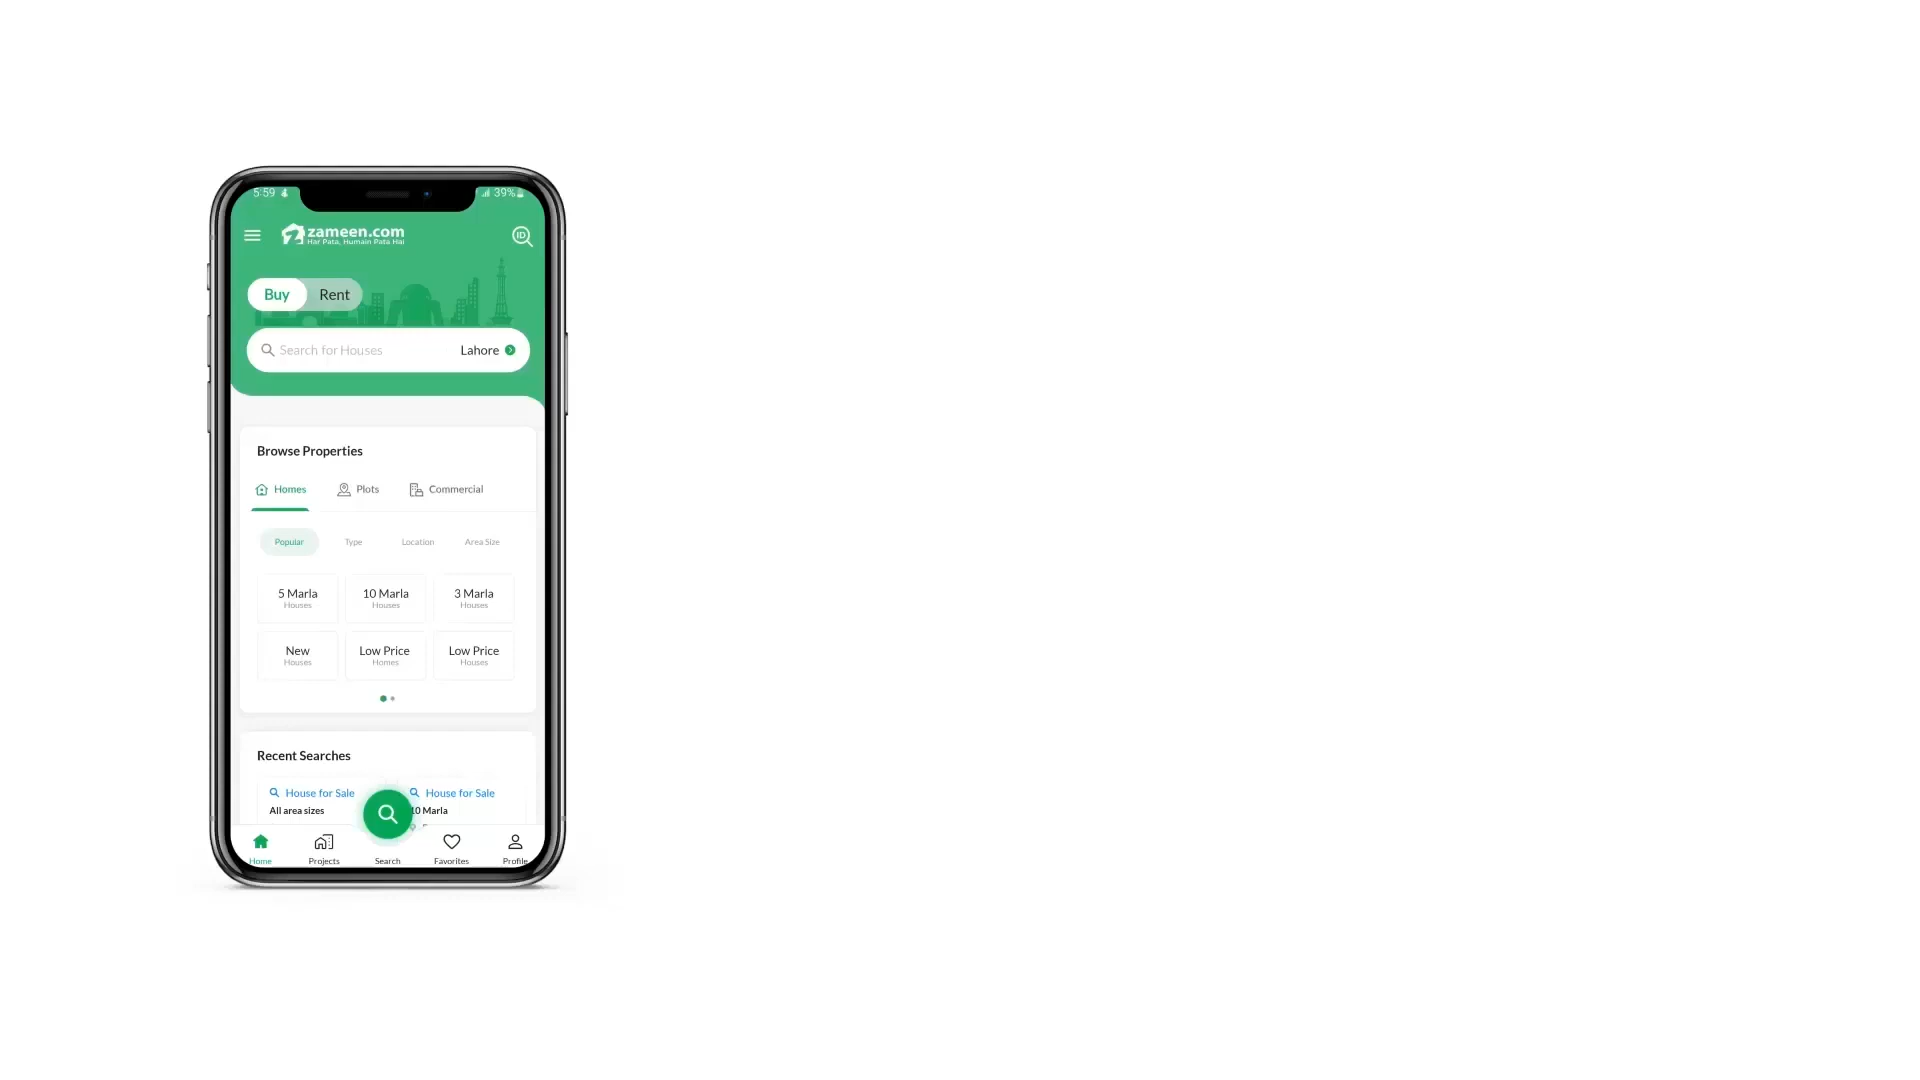 5 59 39%
zameen.com
Har Pata, Humain Pata Hai
ID
Buy Rent
Search for Houses Lahore
Browse Properties
Homes Plots Commercial
Popular Type Location Area Size
5 Marla 10 Marla 3 Marla
Houses Houses Houses
New Low Price Low Price
Houses Homes Houses
Recent Searches
House for Sale House for Sale
All area sizes 10 Marla
Home Projects Search Favorites Profile